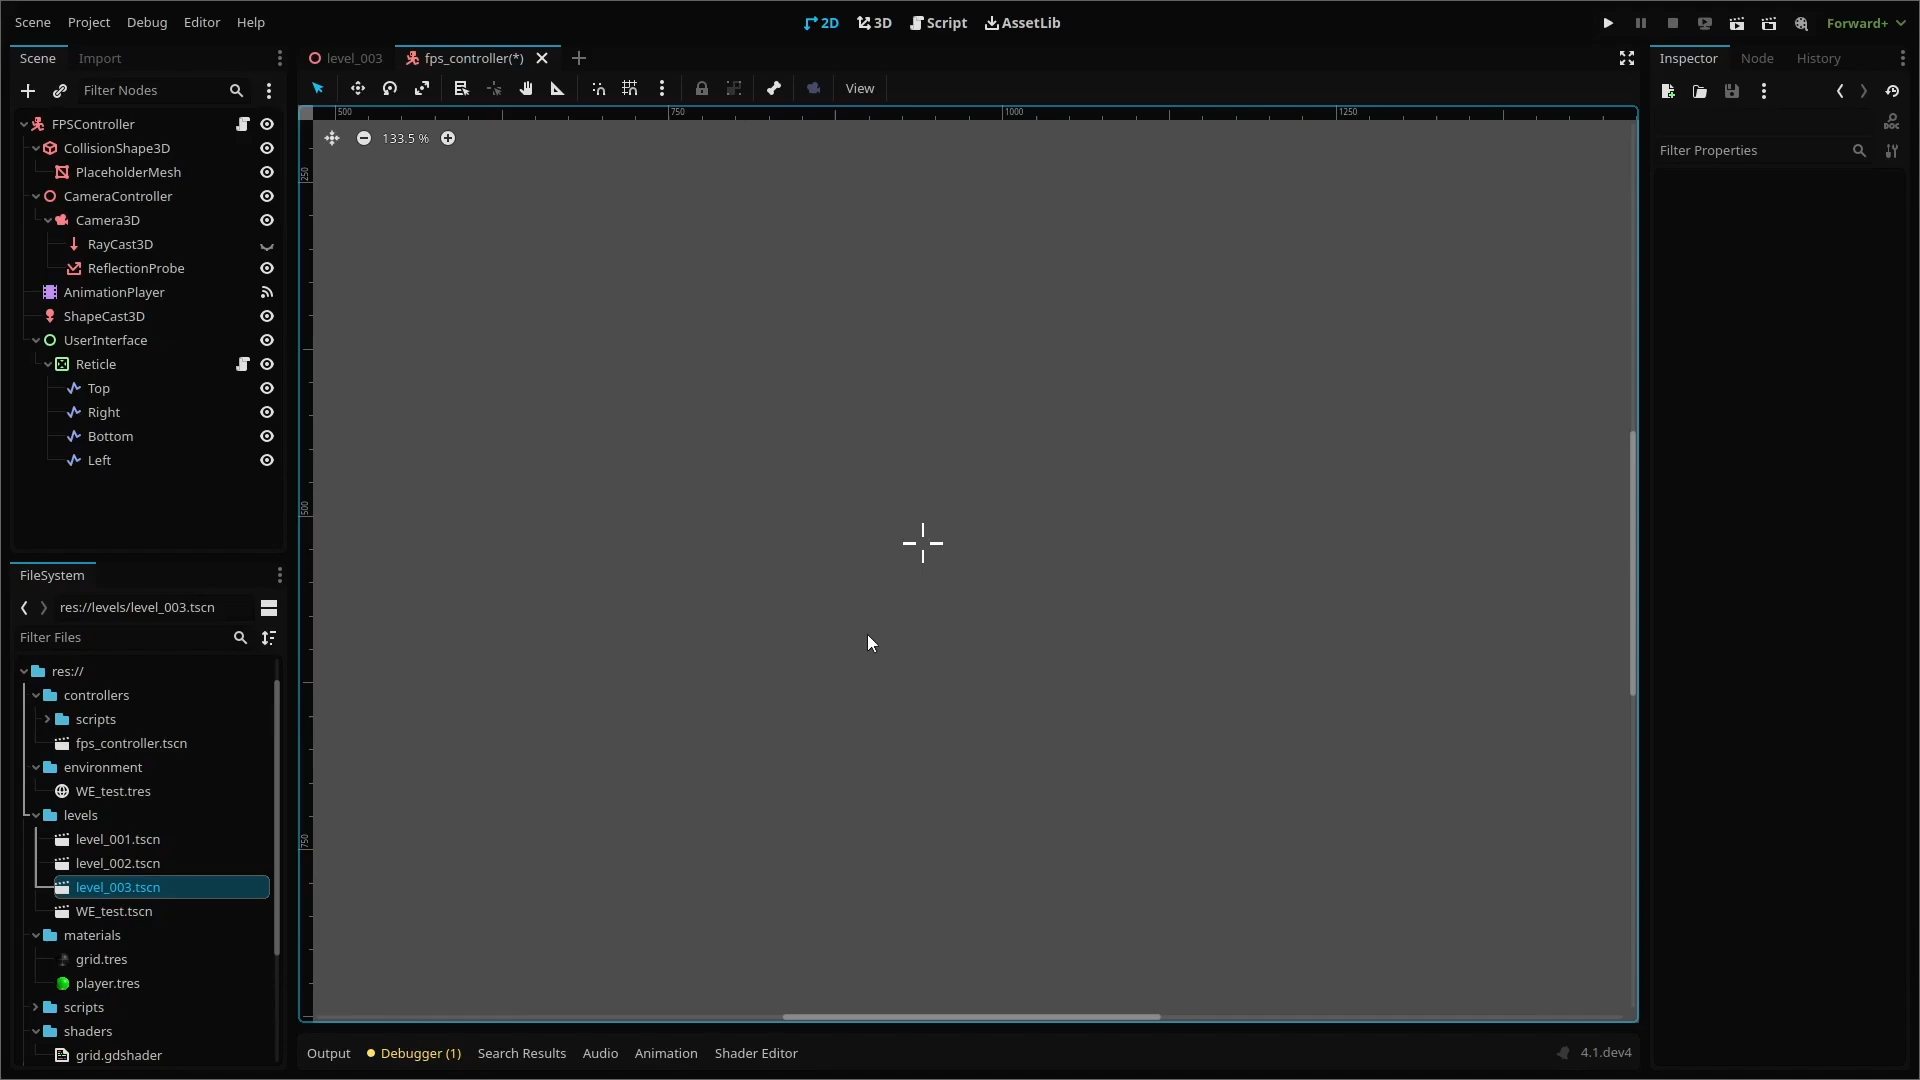 Scene Project Debug Editor Help
2D 3D Script AssetLib
Forward+
Scene Import
Filter Nodes
FPSController
CollisionShape3D
PlaceholderMesh
CameraController
Camera3D
RayCast3D
ReflectionProbe
AnimationPlayer
ShapeCast3D
UserInterface
Reticle
Top
Right
Bottom
Left
FileSystem
res://levels/level_003.tscn
Filter Files
res://
controllers
scripts
fps_controller.tscn
environment
WE_test.tres
levels
level_001.tscn
level_002.tscn
level_003.tscn
WE_test.tscn
materials
grid.tres
player.tres
scripts
shaders
grid.gdshader
level_003 fps_controller(*)
View
500 750 1000 1250
133.5 %
250
500
750
Output Debugger (1) Search Results Audio Animation Shader Editor
4.1.dev4
Inspector Node History
DOC
Filter Properties